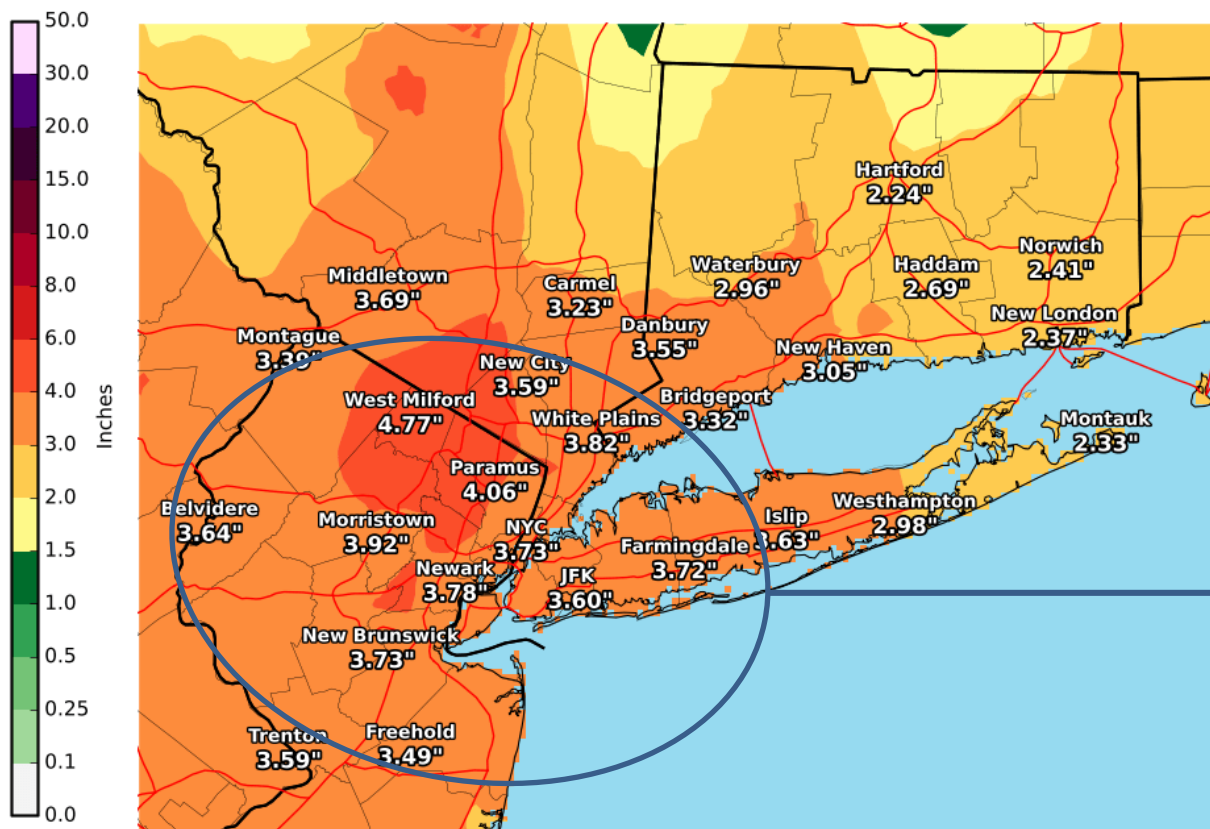 50.0
30.0
20.0
15.0
10.0
8.0
6.0
4.0
3.0
2.0
1.5
1.0
0.5
0.25
0.1
0.0
Inches
Hartford
2.24"
Norwich
2.41"
Waterbury
2.96"
Haddam
2.69"
Middletown
3.69"
Carmel
3.23"
New London
2.37"
Danbury
3.55"
Montague
3.39"
New Haven
3.05"
New City
3.59"
West Milford
4.77"
Bridgeport
3.32"
White Plains
3.82"
Montauk
2.33"
Paramus
4.06"
Belvidere
3.64"
Westhampton
2.98"
Morristown
3.92"
Islip
3.63"
NYC
3.73"
Farmingdale
3.72"
Newark
3.78"
JFK
3.60"
New Brunswick
3.73"
Trenton
3.59"
Freehold
3.49"